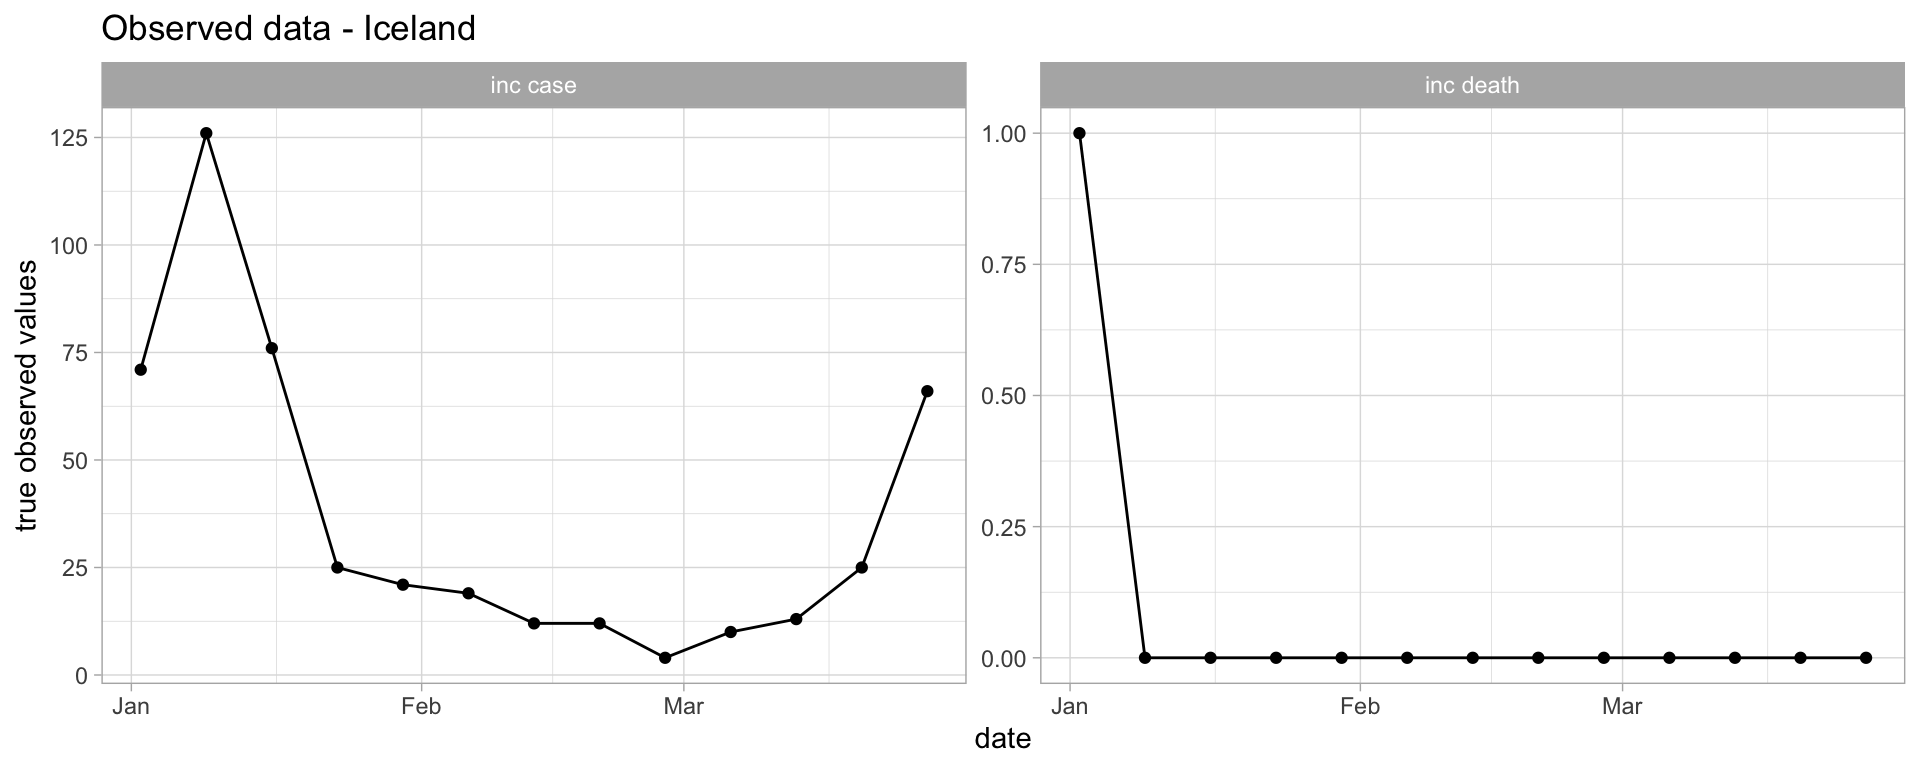 Observed data - Iceland
inc case
inc death
true observed values
125
100
75
50
25
0
1.00
0.75
0.50
0.25
0.00
Jan Feb Mar
Jan Feb Mar
date